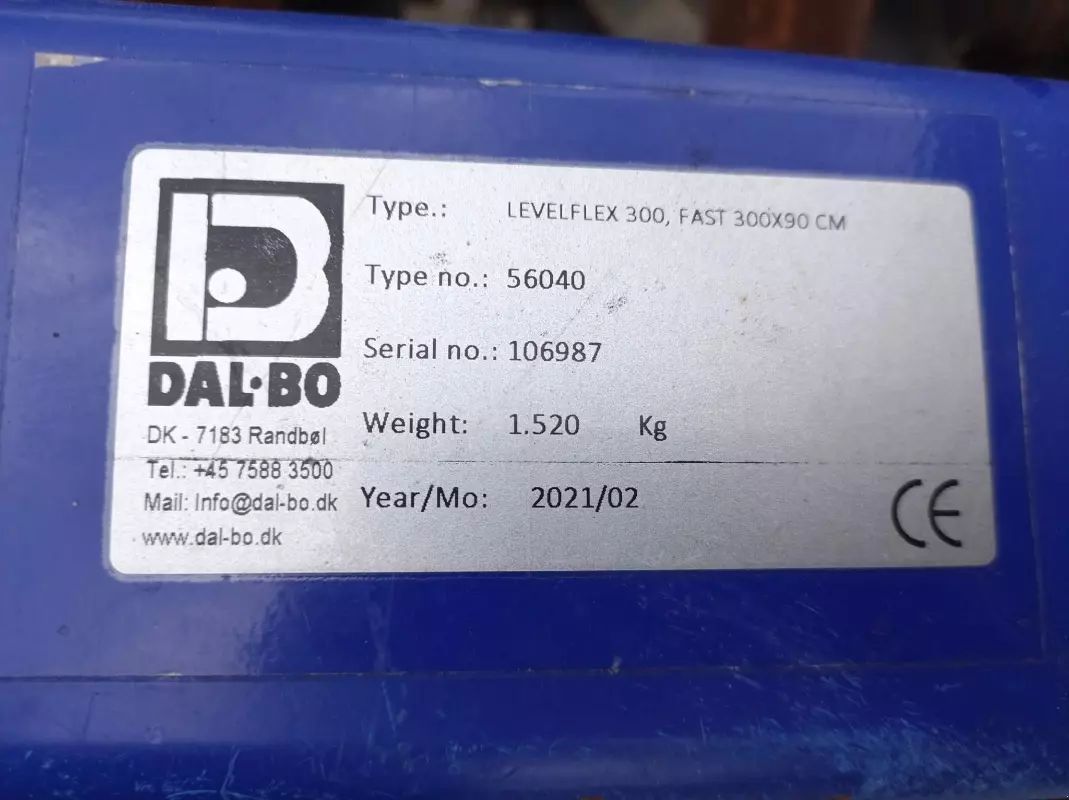 Type.: LEVELFLEX 300, FAST 300X90 CM
Type no.: 56040
Serial no.: 106987
Weight: 1.520 Kg
Year/Mo: 2021/02
DAL·BO
DK - 7183 Randbøl
Tel.: +45 7588 3500
Mail: Info@dal-bo.dk
www.dal-bo.dk
CE